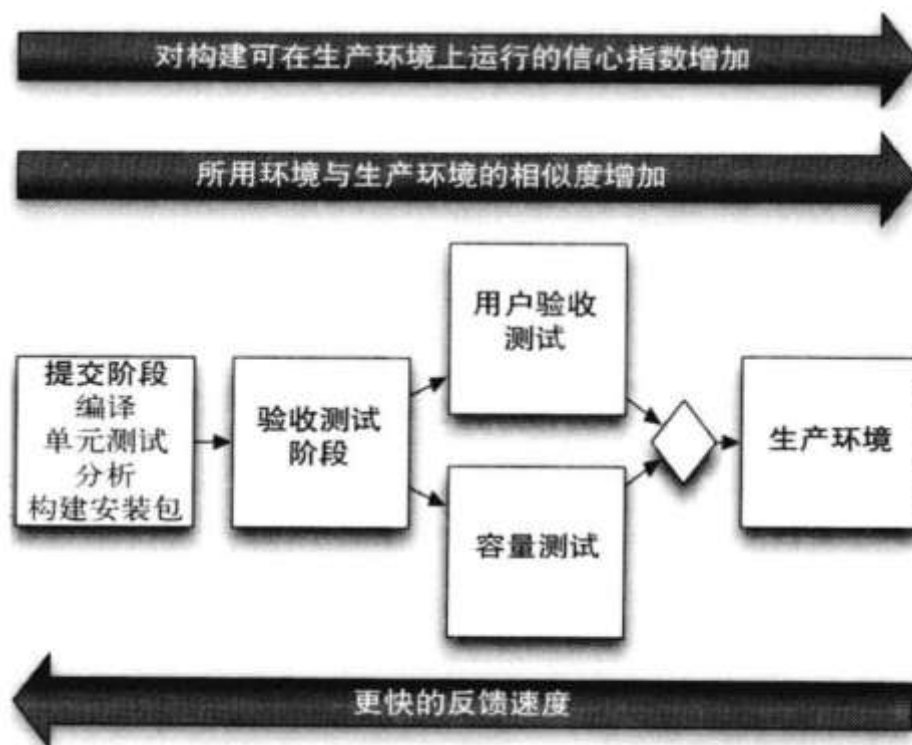 对构建可在生产环境上运行的信心指数增加
所用环境与生产环境的相似度增加
用户验收
测试
提交阶段
编译
单元测试
分析
构建安装包
验收测试
阶段
生产环境
容量测试
更快的反馈速度